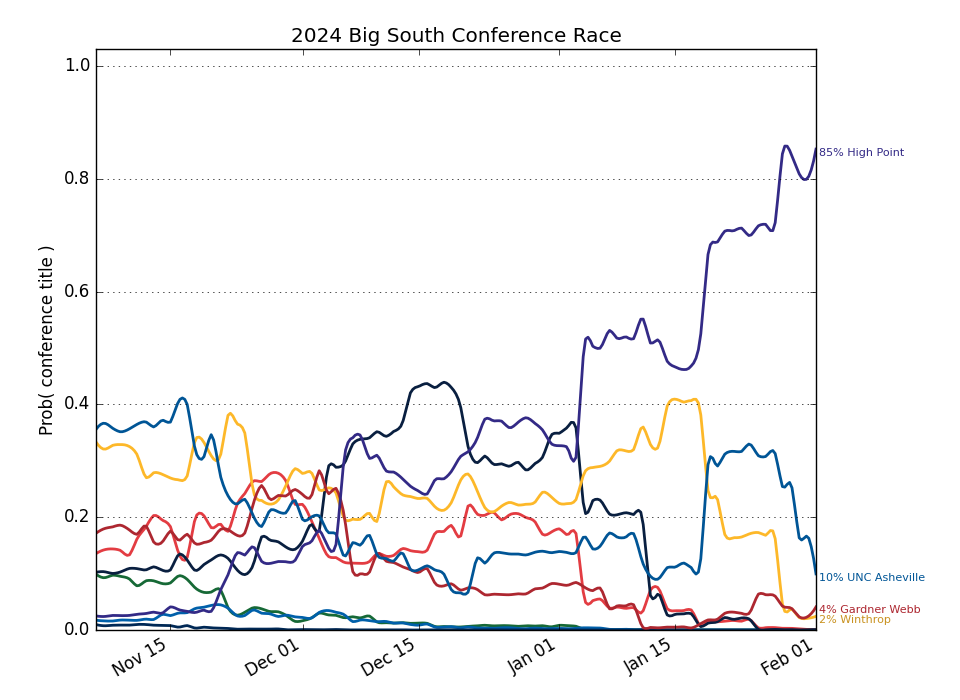 2024 Big South Conference Race
Prob( conference title )
1.0
0.8
0.6
0.4
0.2
0.0
85% High Point
10% UNC Asheville
4% Gardner Webb
2% Winthrop
Nov 15
Dec 01
Dec 15
Jan 01
Jan 15
Feb 01